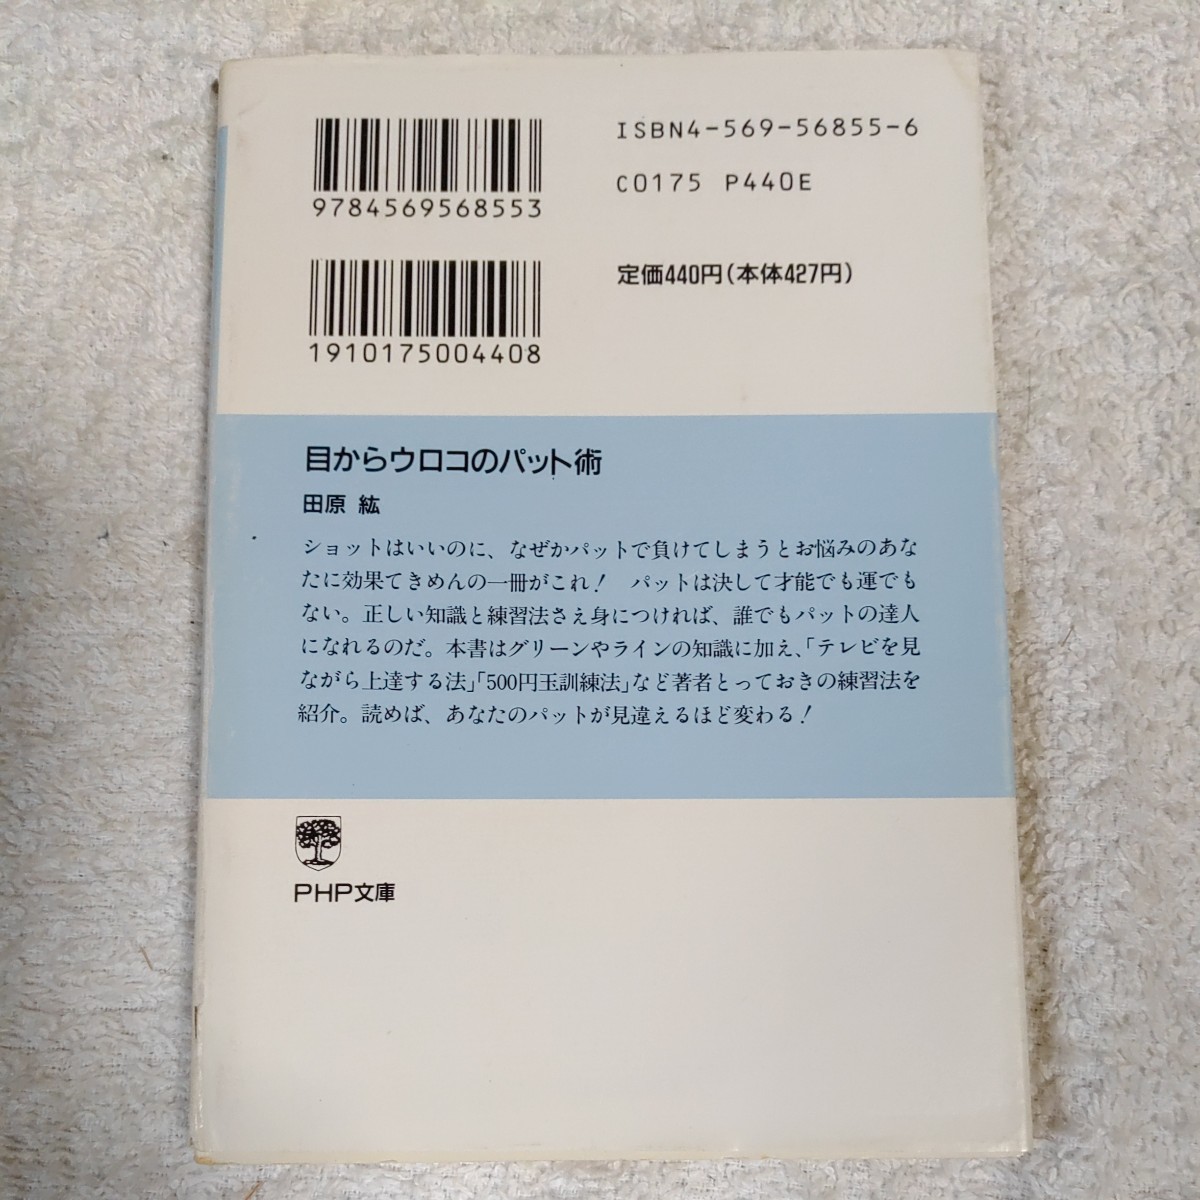 ISBN4-569-56855-6
C0175 P440E
9784569568553
定価440円(本体427円)
1910175004408
目からウロコのパット術
田原 紘
ショットはいいのに、なぜかパットで負けてしまうとお悩みのあな
たに効果てきめんの一冊がこれ! パットは決して才能でも運でも
ない。正しい知識と練習法さえ身につければ、誰でもパットの達人
になれるのだ。本書はグリーンやラインの知識に加え、「テレビを見
ながら上達する法」「500円玉訓練法」など著者とっておきの練習法を
紹介。読めば、あなたのパットが見違えるほど変わる!
PHP文庫